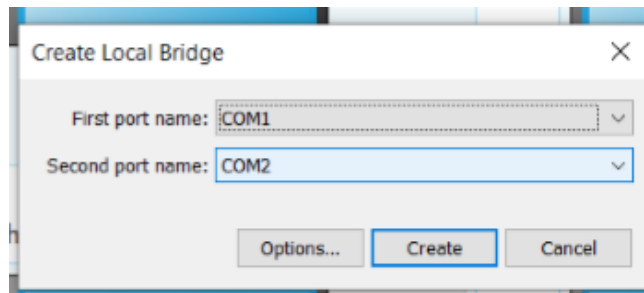 Create Local Bridge
First port name: COM1
Second port name: COM2
Options... Create Cancel